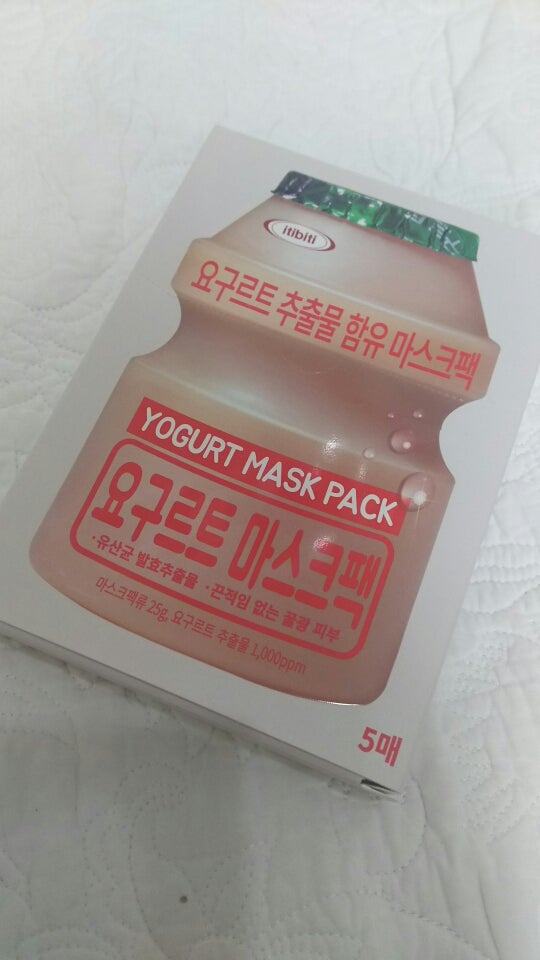 itibiti
요구르트 추출물 함유 마스크팩
YOGURT MASK PACK
요구르트 마스크팩
·유산균 발효추출물 ·끈적임 없는 꿀광 피부
마스크팩류 25g, 요구르트 추출물 1,000ppm
5매